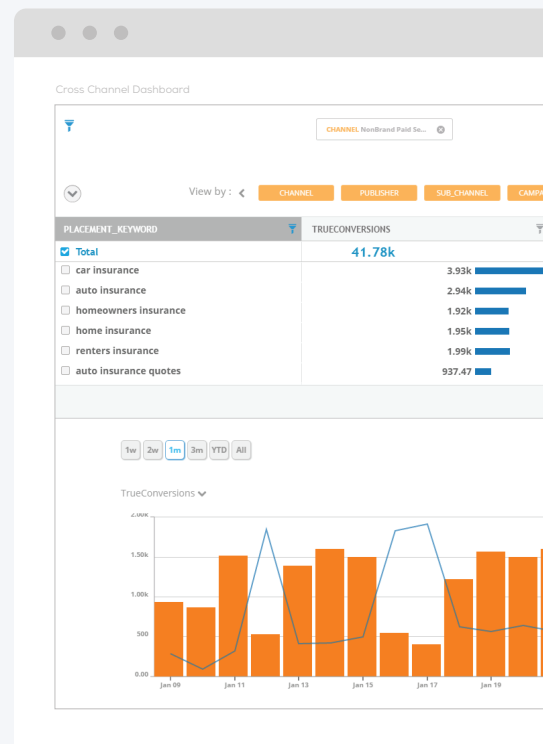 Cross Channel Dashboard
CHANNEL NonBrand Paid Se...
View by :
CHANNEL
PUBLISHER
SUB_CHANNEL
CAMPA
PLACEMENT_KEYWORD
TRUECONVERSIONS
Total
41.78k
car insurance
3.93k
auto insurance
2.94k
homeowners insurance
1.92k
home insurance
1.95k
renters insurance
1.99k
auto insurance quotes
937.47
1w 2w 1m 3m YTD All
TrueConversions
2.00k
1.50k
1.00k
500
0.00
Jan 09 Jan 11 Jan 13 Jan 15 Jan 17 Jan 19